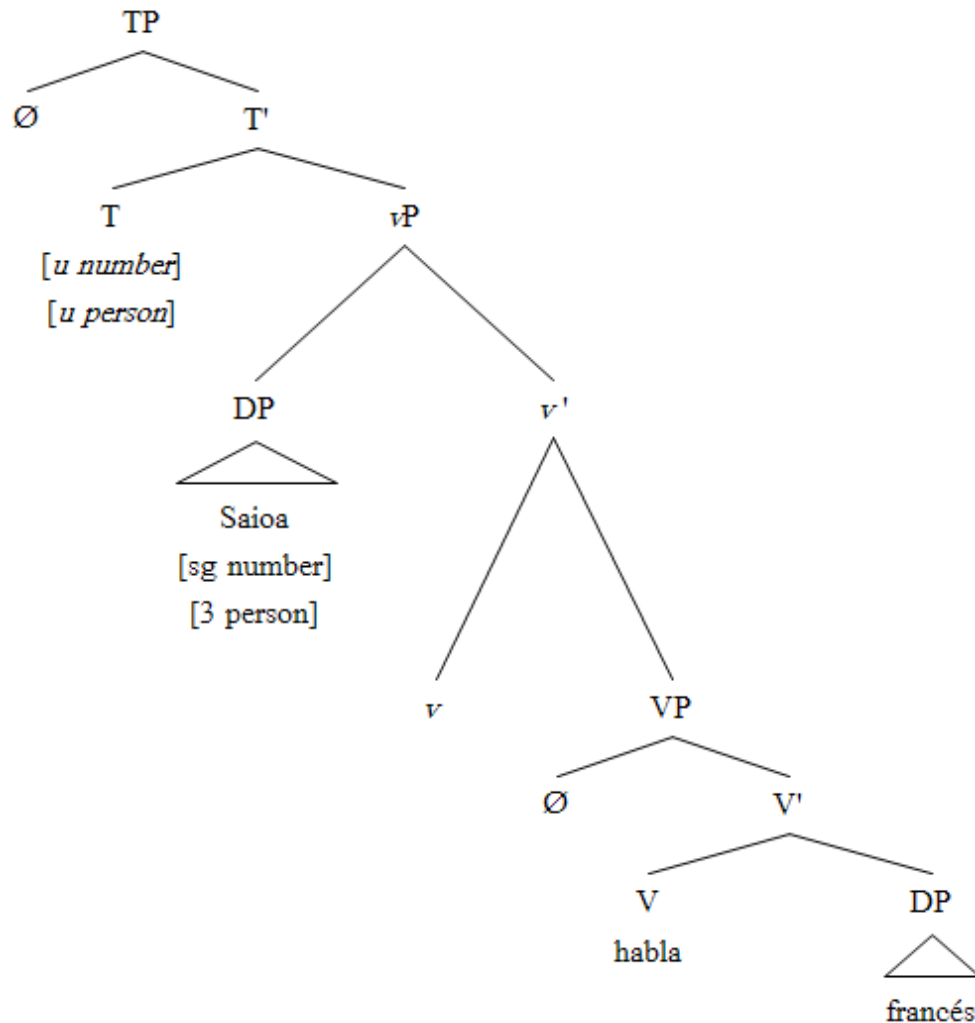 TP
Ø T'
T vP
[u number]
[u person]
DP v'
Saioa
[sg number]
[3 person]
v VP
Ø V'
V DP
habla
francés